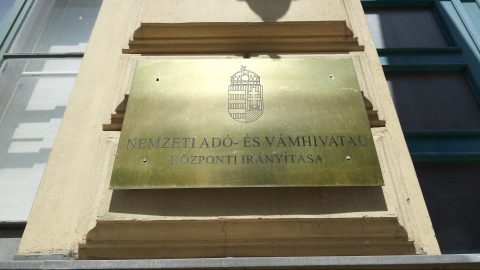 NEMZETI ADÓ- ÉS VÁMHIVATAL
KÖZPONTI IRÁNYÍTÁSA